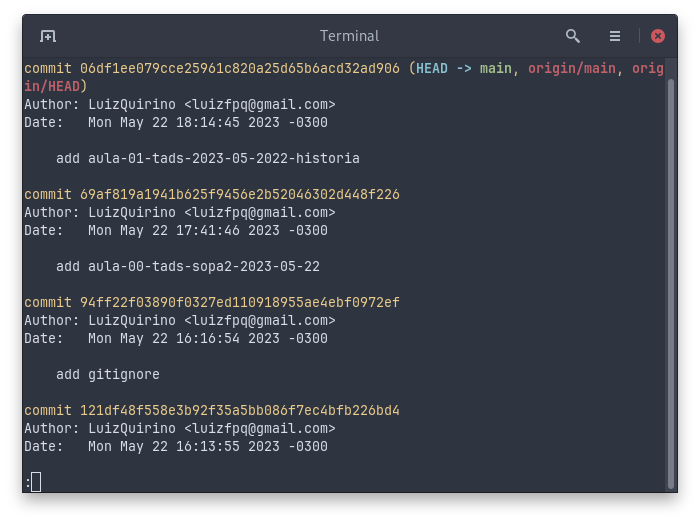 Terminal
commit 06df1ee079cce25961c820a25d65b6acd32ad906 (HEAD -> main, origin/main, orig
in/HEAD)
Author: LuizQuirino <luizfpq@gmail.com>
Date:   Mon May 22 18:14:45 2023 -0300
    add aula-01-tads-2023-05-2022-historia
commit 69af819a1941b625f9456e2b52046302d448f226
Author: LuizQuirino <luizfpq@gmail.com>
Date:   Mon May 22 17:41:46 2023 -0300
    add aula-00-tads-sopa2-2023-05-22
commit 94ff22f03890f0327ed110918955ae4ebf0972ef
Author: LuizQuirino <luizfpq@gmail.com>
Date:   Mon May 22 16:16:54 2023 -0300
    add gitignore
commit 121df48f558e3b92f35a5bb086f7ec4bfb226bd4
Author: LuizQuirino <luizfpq@gmail.com>
Date:   Mon May 22 16:13:55 2023 -0300
: